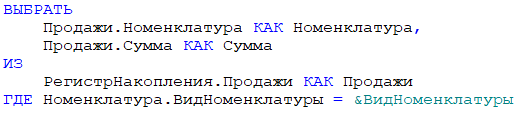 ВЫБРАТЬ
Продажи.Номенклатура КАК Номенклатура,
Продажи.Сумма КАК Сумма
ИЗ
РегистрНакопления.Продажи КАК Продажи
ГДЕ Номенклатура.ВидНоменклатуры = &ВидНоменклатуры